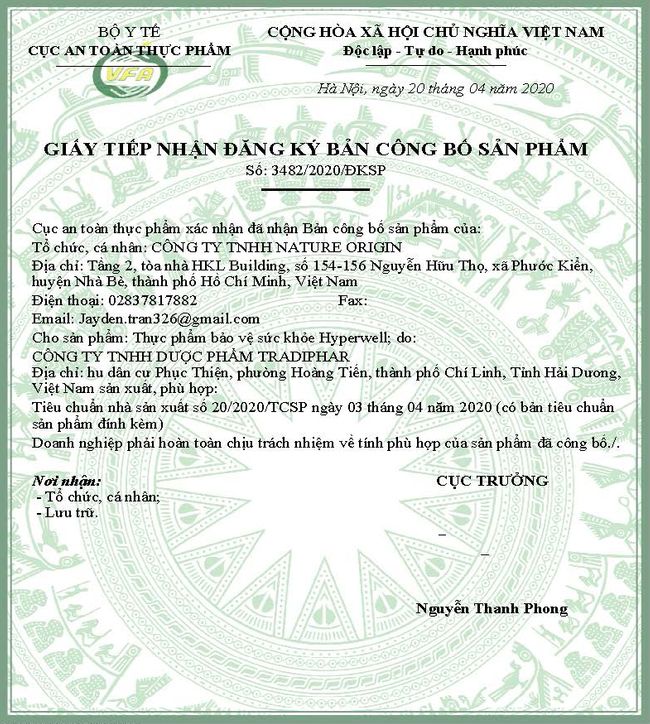 BỘ Y TẾ
CỤC AN TOÀN THỰC PHẨM
VFA
CỘNG HÒA XÃ HỘI CHỦ NGHĨA VIỆT NAM
Độc lập - Tự do - Hạnh phúc
Hà Nội, ngày 20 tháng 04 năm 2020
GIẤY TIẾP NHẬN ĐĂNG KÝ BẢN CÔNG BỐ SẢN PHẨM
Số: 3482/2020/ĐKSP
Cục an toàn thực phẩm xác nhận đã nhận Bản công bố sản phẩm của:
Tổ chức, cá nhân: CÔNG TY TNHH NATURE ORIGIN
Địa chỉ: Tầng 2, tòa nhà HKL Building, số 154-156 Nguyễn Hữu Thọ, xã Phước Kiển,
huyện Nhà Bè, thành phố Hồ Chí Minh, Việt Nam
Điện thoại: 02837817882 Fax:
Email: Jayden.tran326@gmail.com
Cho sản phẩm: Thực phẩm bảo vệ sức khỏe Hyperwell; do:
CÔNG TY TNHH DƯỢC PHẨM TRADIPHAR
Địa chỉ: hu dân cư Phục Thiện, phường Hoàng Tiến, thành phố Chí Linh, Tỉnh Hải Dương,
Việt Nam sản xuất, phù hợp:
Tiêu chuẩn nhà sản xuất số 20/2020/TCSP ngày 03 tháng 04 năm 2020 (có bản tiêu chuẩn
sản phẩm đính kèm)
Doanh nghiệp phải hoàn toàn chịu trách nhiệm về tính phù hợp của sản phẩm đã công bố./.
Nơi nhận:
- Tổ chức, cá nhân;
- Lưu trữ.
CỤC TRƯỞNG
Nguyễn Thanh Phong